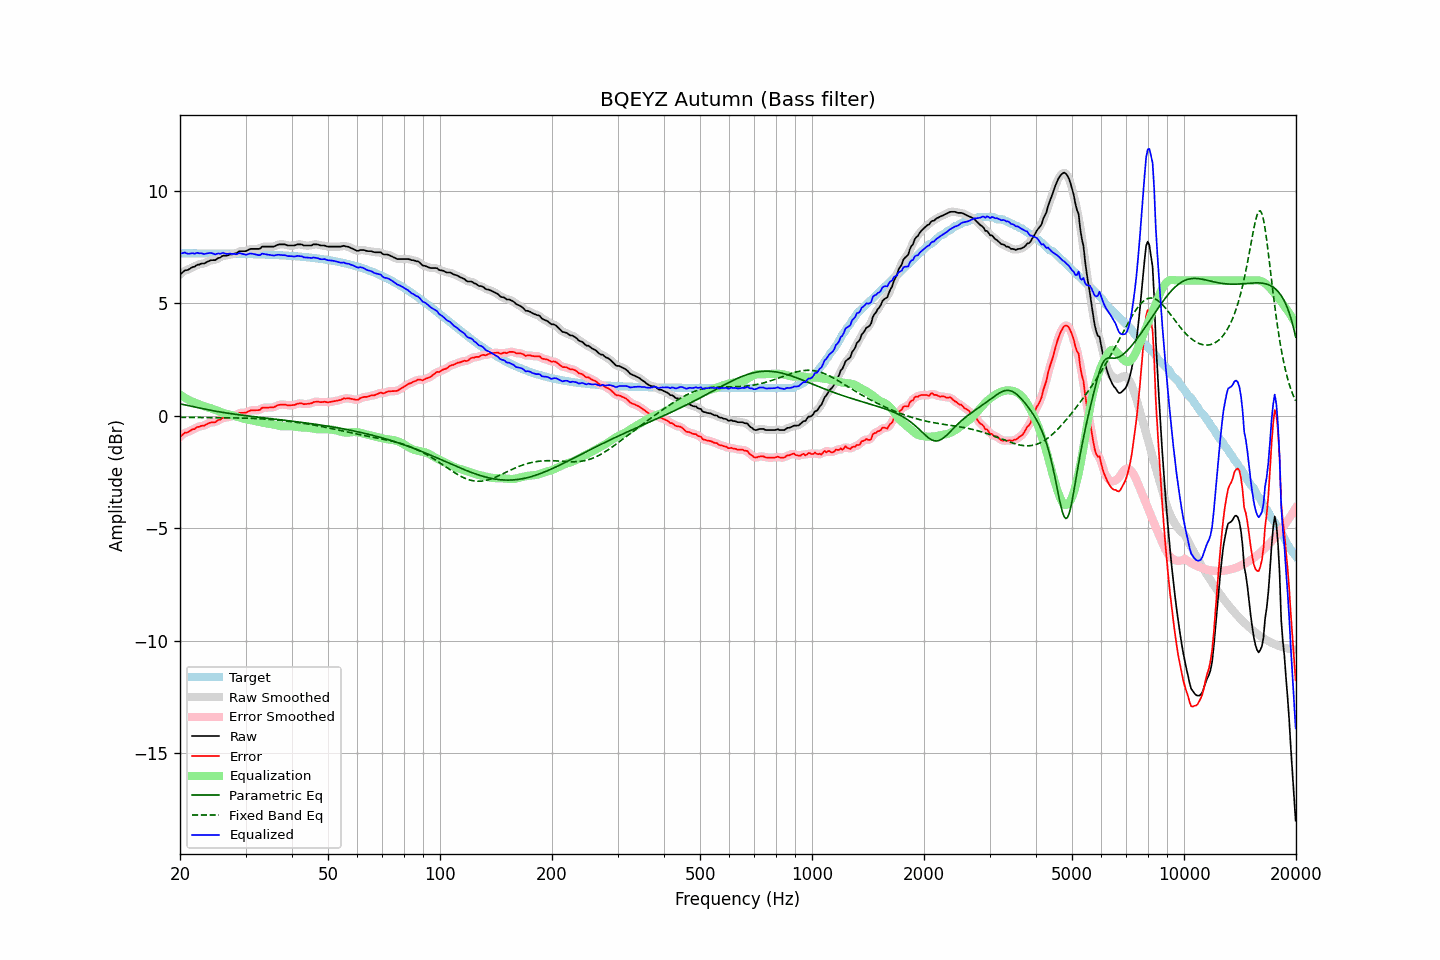 BQEYZ Autumn (Bass filter)
Amplitude (dBr)
10
5
0
−5
−10
−15
Target
Raw Smoothed
Error Smoothed
Raw
Error
Equalization
Parametric Eq
Fixed Band Eq
Equalized
20 50 100 200 500 1000 2000 5000 10000 20000
Frequency (Hz)